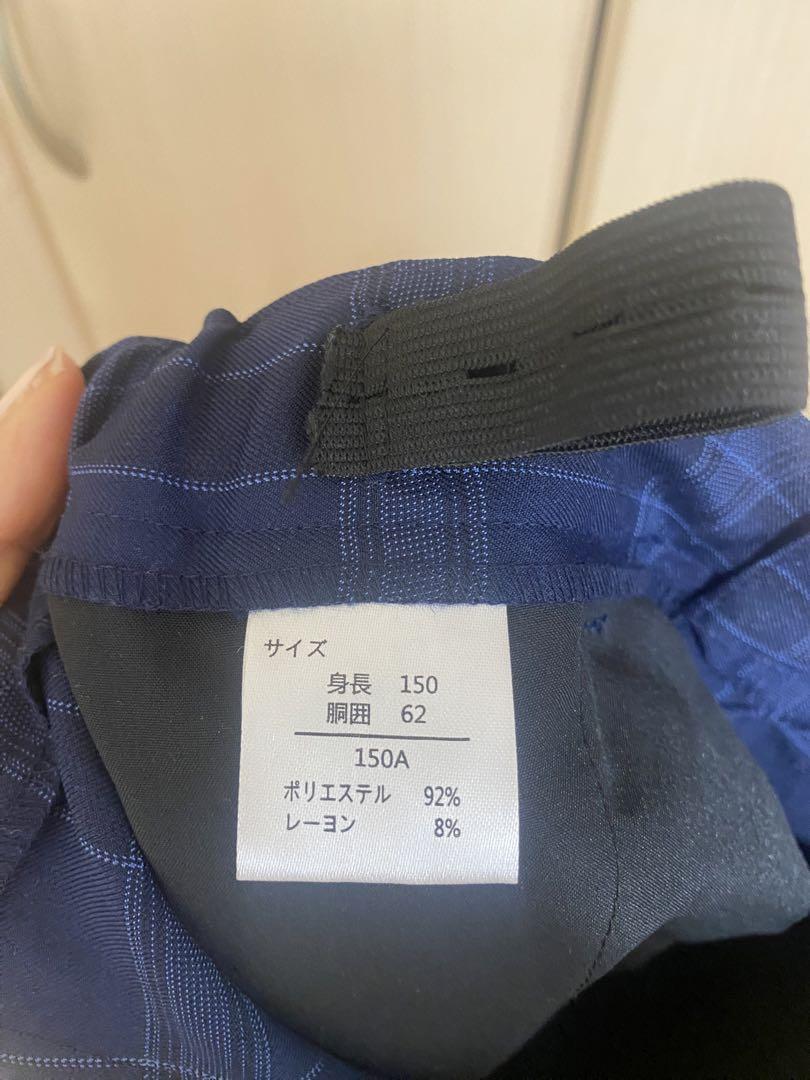 サイズ
身長 150
胴囲 62
150A
ポリエステル 92%
レーヨン 8%